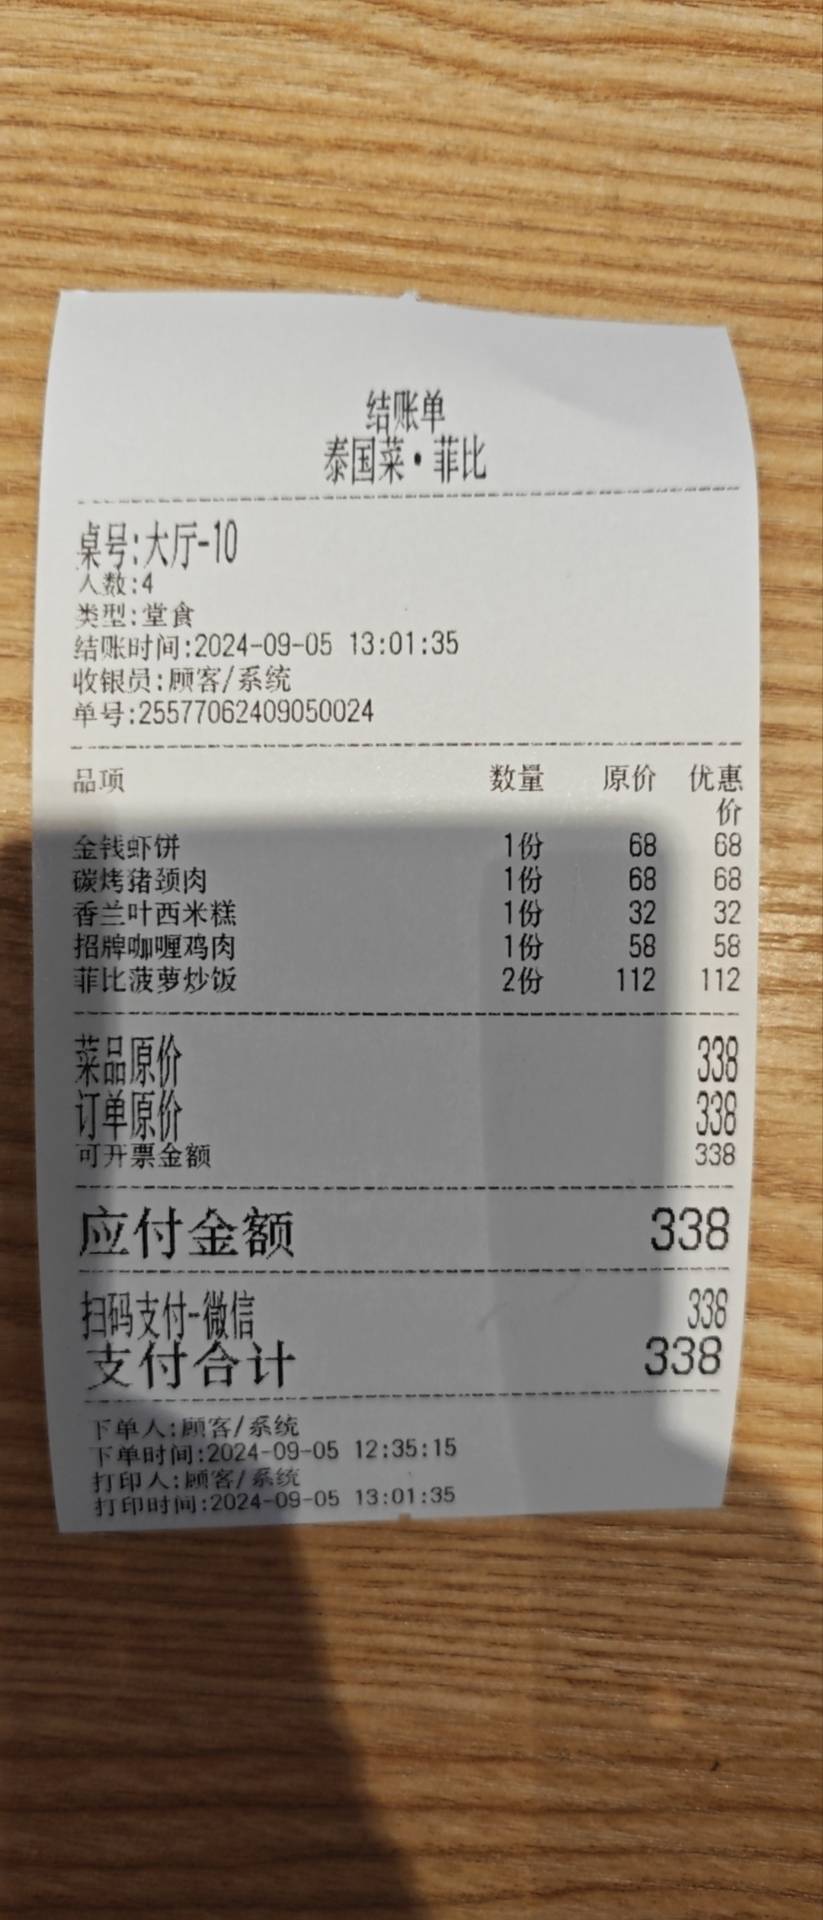 结账单
泰国菜·菲比
桌号:大厅-10
人数:4
类型:堂食
结账时间:2024-09-05 13:01:35
收银员:顾客/系统
单号:25577062409050024
品项 数量 原价 优惠
价
金钱虾饼 1份 68 68
碳烤猪颈肉 1份 68 68
香兰叶西米糕 1份 32 32
招牌咖喱鸡肉 1份 58 58
菲比菠萝炒饭 2份 112 112
菜品原价 338
订单原价 338
可开票金额 338
应付金额 338
扫码支付-微信 338
支付合计 338
下单人:顾客/系统
下单时间:2024-09-05 12:35:15
打印人:顾客/系统
打印时间:2024-09-05 13:01:35